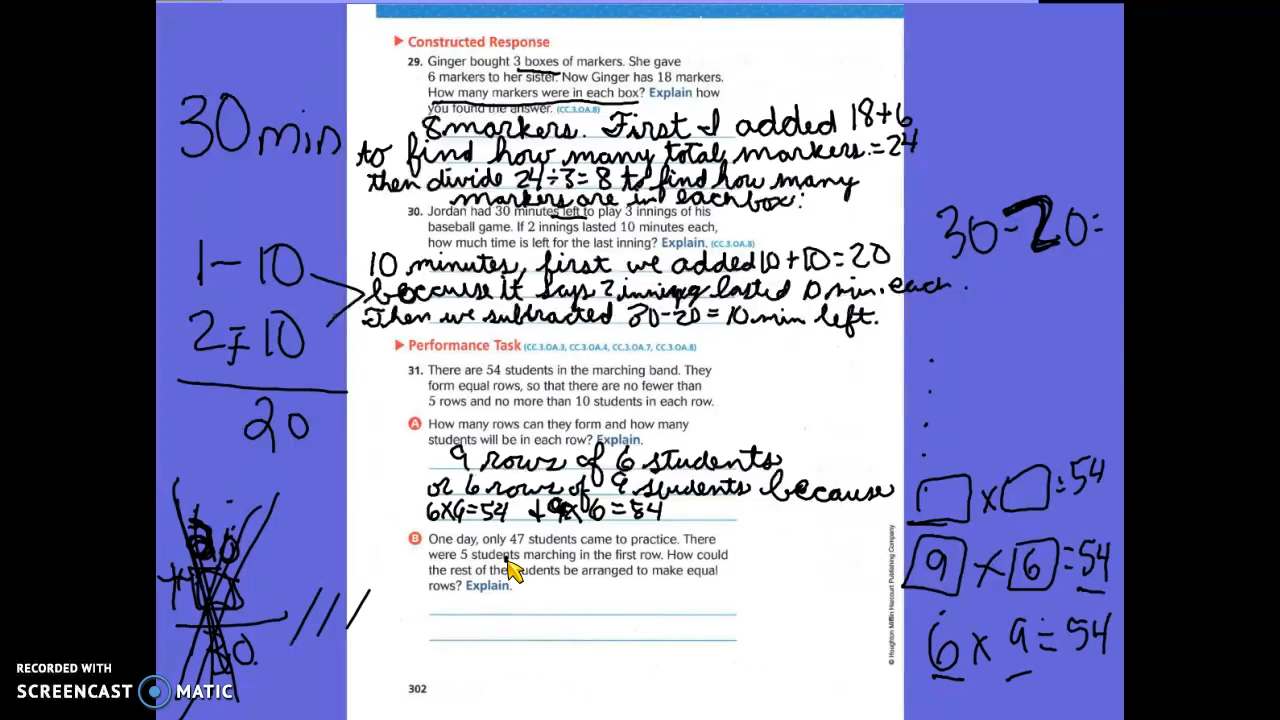 Constructed Response
29. Ginger bought 3 boxes of markers. She gave
6 markers to her sister. Now Ginger has 18 markers.
How many markers were in each box? Explain how
you found the answer. (CC.3.OA.8)
8 markers. First I added 18+6
to find how many total markers.=24
then divide 24÷3=8 to find how many
markers are in each box.
30. Jordan had 30 minutes left to play 3 innings of his
baseball game. If 2 innings lasted 10 minutes each,
how much time is left for the last inning? Explain. (CC.3.OA.8)
10 minutes, first we added 10+10=20
because it says 2 innings lasted 10 min. each.
Then we subtracted 30-20=10 min left.
Performance Task (CC.3.OA.3, CC.3.OA.4, CC.3.OA.7, CC.3.OA.8)
31. There are 54 students in the marching band. They
form equal rows, so that there are no fewer than
5 rows and no more than 10 students in each row.
A How many rows can they form and how many
students will be in each row? Explain.
9 rows of 6 students
or 6 rows of 9 students because
6x9=54 + 9x6=54
B One day, only 47 students came to practice. There
were 5 students marching in the first row. How could
the rest of the students be arranged to make equal
rows? Explain.
302
© Houghton Mifflin Harcourt Publishing Company
30 min
1-10
2-10
20
30-20=
x =54
9 x 6 =54
6 x 9 =54
RECORDED WITH
SCREENCAST MATIC